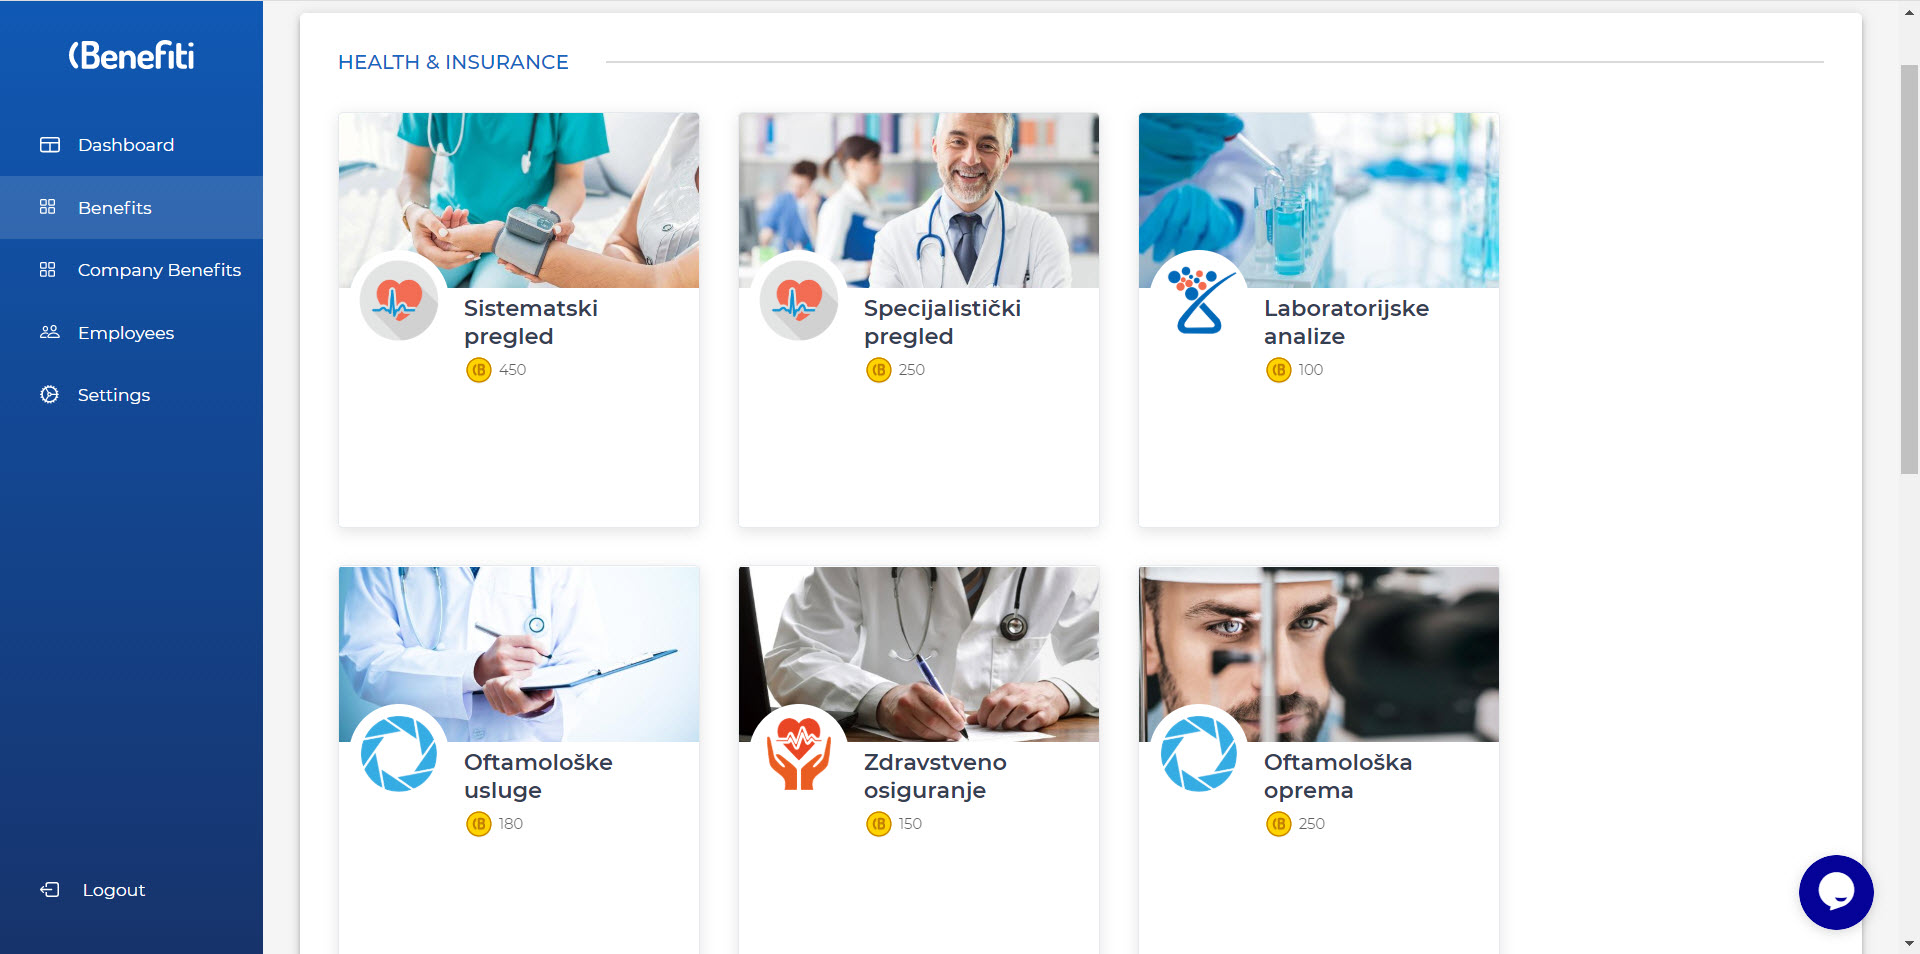 Benefiti
Dashboard
Benefits
Company Benefits
Employees
Settings
Logout
HEALTH & INSURANCE
Sistematski
pregled
B 450
Specijalistički
pregled
B 250
Laboratorijske
analize
B 100
Oftamološke
usluge
B 180
Zdravstveno
osiguranje
B 150
Oftamološka
oprema
B 250